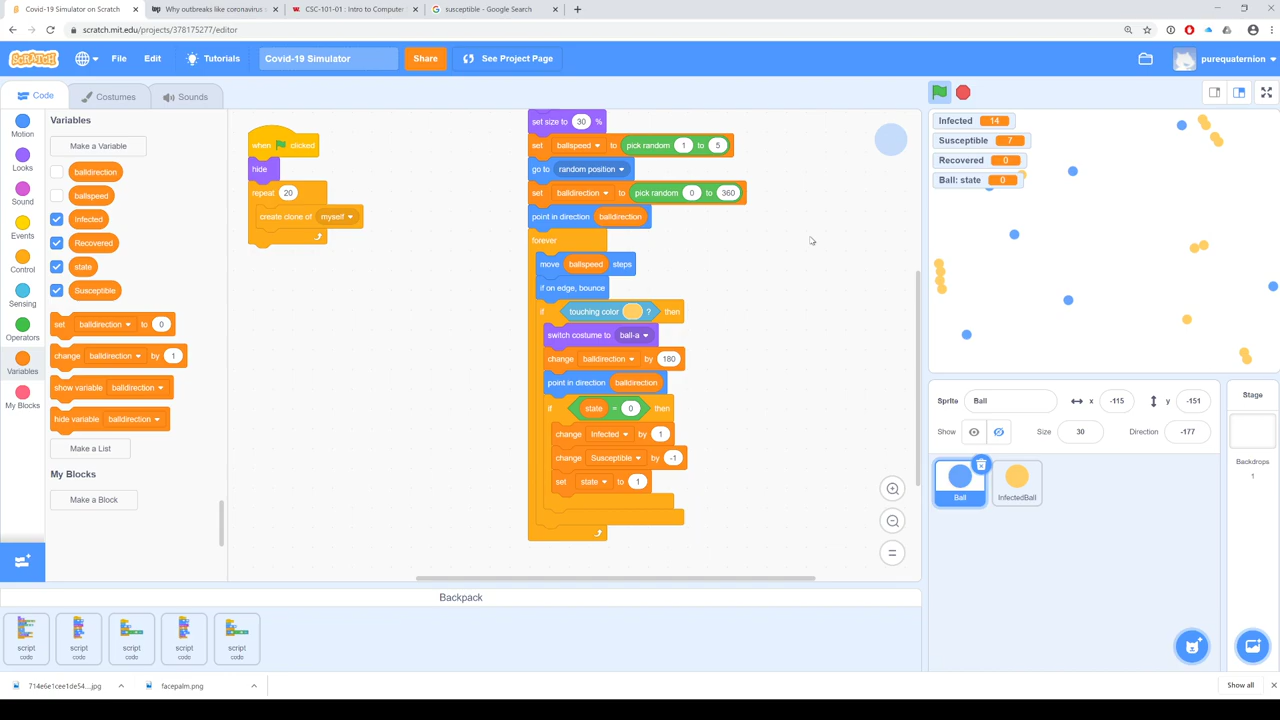 Covid-19 Simulator on Scratch
Why outbreaks like coronavirus
CSC-101-01 : Intro to Compute
susceptible - Google Search
scratch.mit.edu/projects/378175277/editor
SCRATCH
File
Edit
Tutorials
Covid-19 Simulator
Share
See Project Page
purequaternion
Code
Costumes
Sounds
Motion
Looks
Sound
Events
Control
Sensing
Operators
Variables
My Blocks
Variables
Make a Variable
balldirection
ballspeed
Infected
Recovered
state
Susceptible
set balldirection to 0
change balldirection by 1
show variable balldirection
hide variable balldirection
Make a List
My Blocks
Make a Block
when clicked
hide
repeat 20
create clone of myself
set size to 30 %
set ballspeed to pick random 1 to 5
go to random position
set balldirection to pick random 0 to 360
point in direction balldirection
forever
move ballspeed steps
if on edge, bounce
if touching color ? then
switch costume to ball-a
change balldirection by 180
point in direction balldirection
if state = 0 then
change Infected by 1
change Susceptible by -1
set state to 1
Infected 14
Susceptible 7
Recovered 0
Ball: state 0
Sprite Ball x -115 y -151
Show Size 30 Direction -177
Ball
InfectedBall
Stage
Backdrops
1
Backpack
script
code
script
code
script
code
script
code
script
code
714e6e1cee1de54....jpg
facepalm.png
Show all